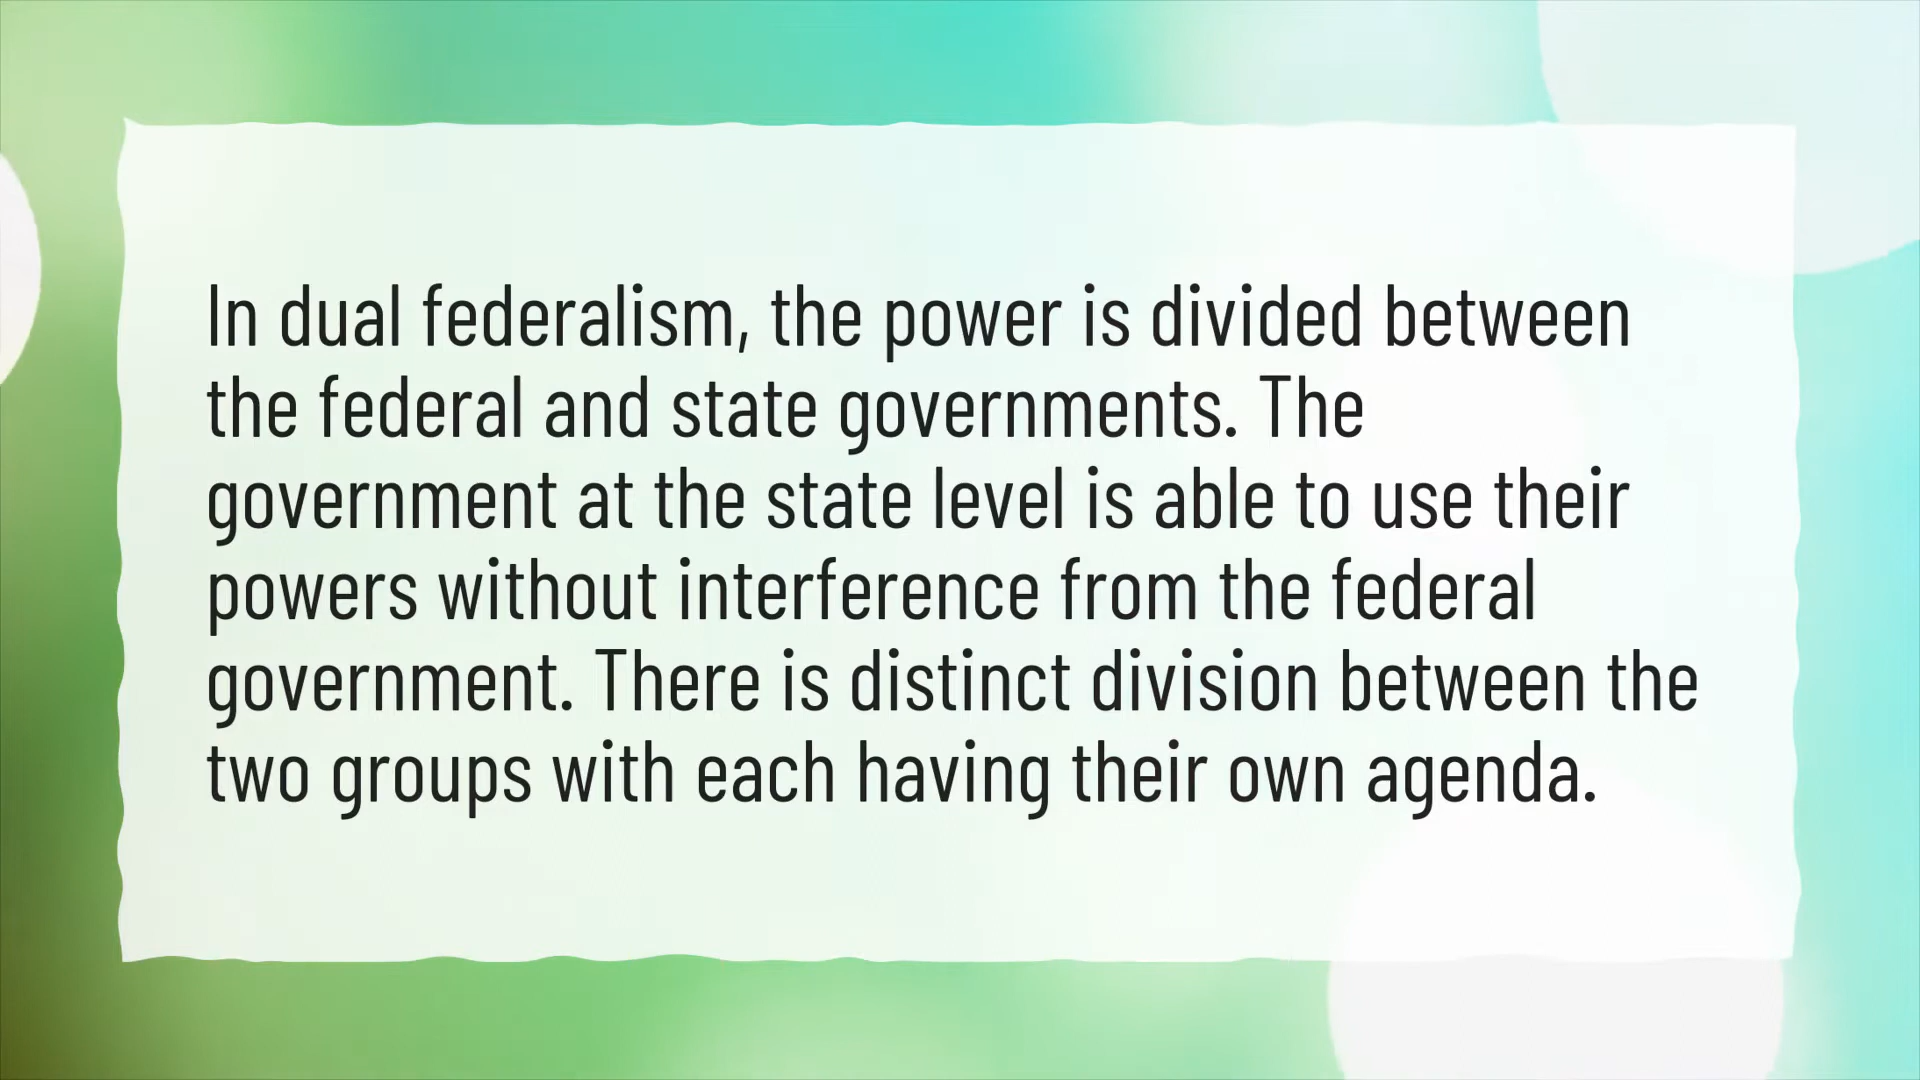 In dual federalism, the power is divided between
the federal and state governments. The
government at the state level is able to use their
powers without interference from the federal
government. There is distinct division between the
two groups with each having their own agenda.